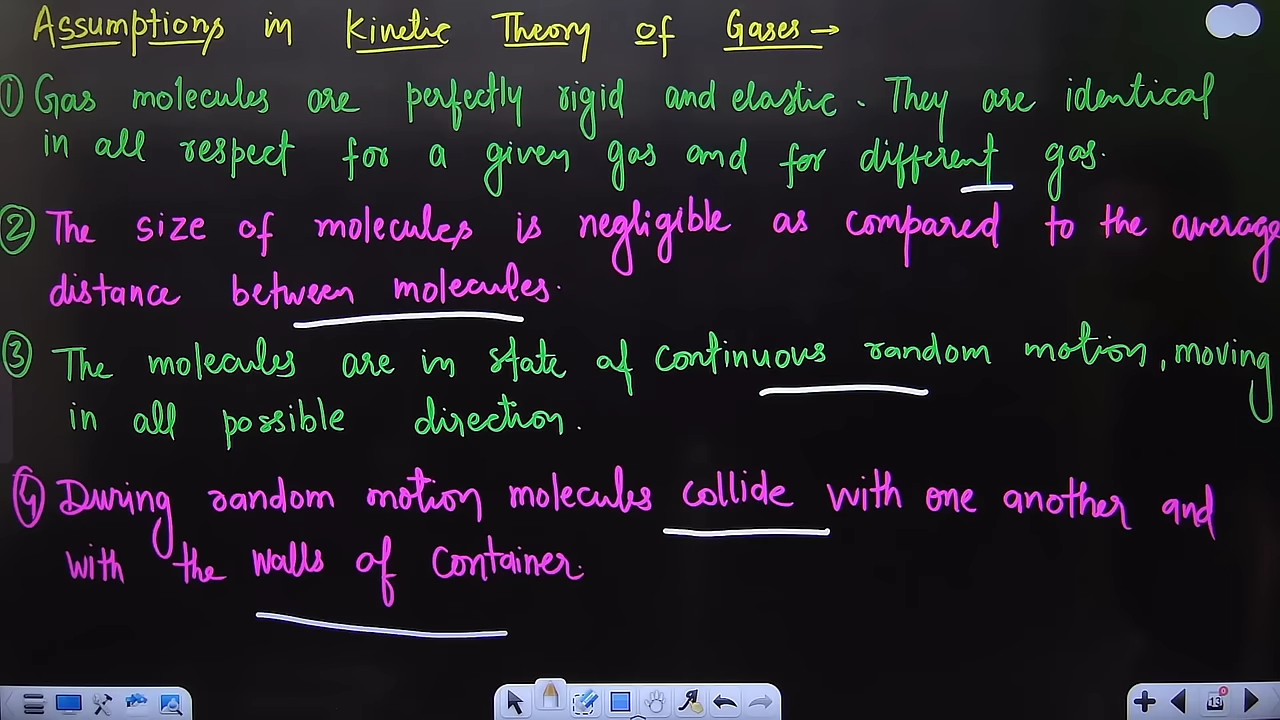 Assumptions in Kinetic Theory of Gases →
① Gas molecules are perfectly rigid and elastic. They are identical
in all respect for a given gas and for different gas.
② The size of molecules is negligible as compared to the average
distance between molecules.
③ The molecules are in state of continuous random motion, moving
in all possible direction.
④ During random motion molecules collide with one another and
with the walls of container.